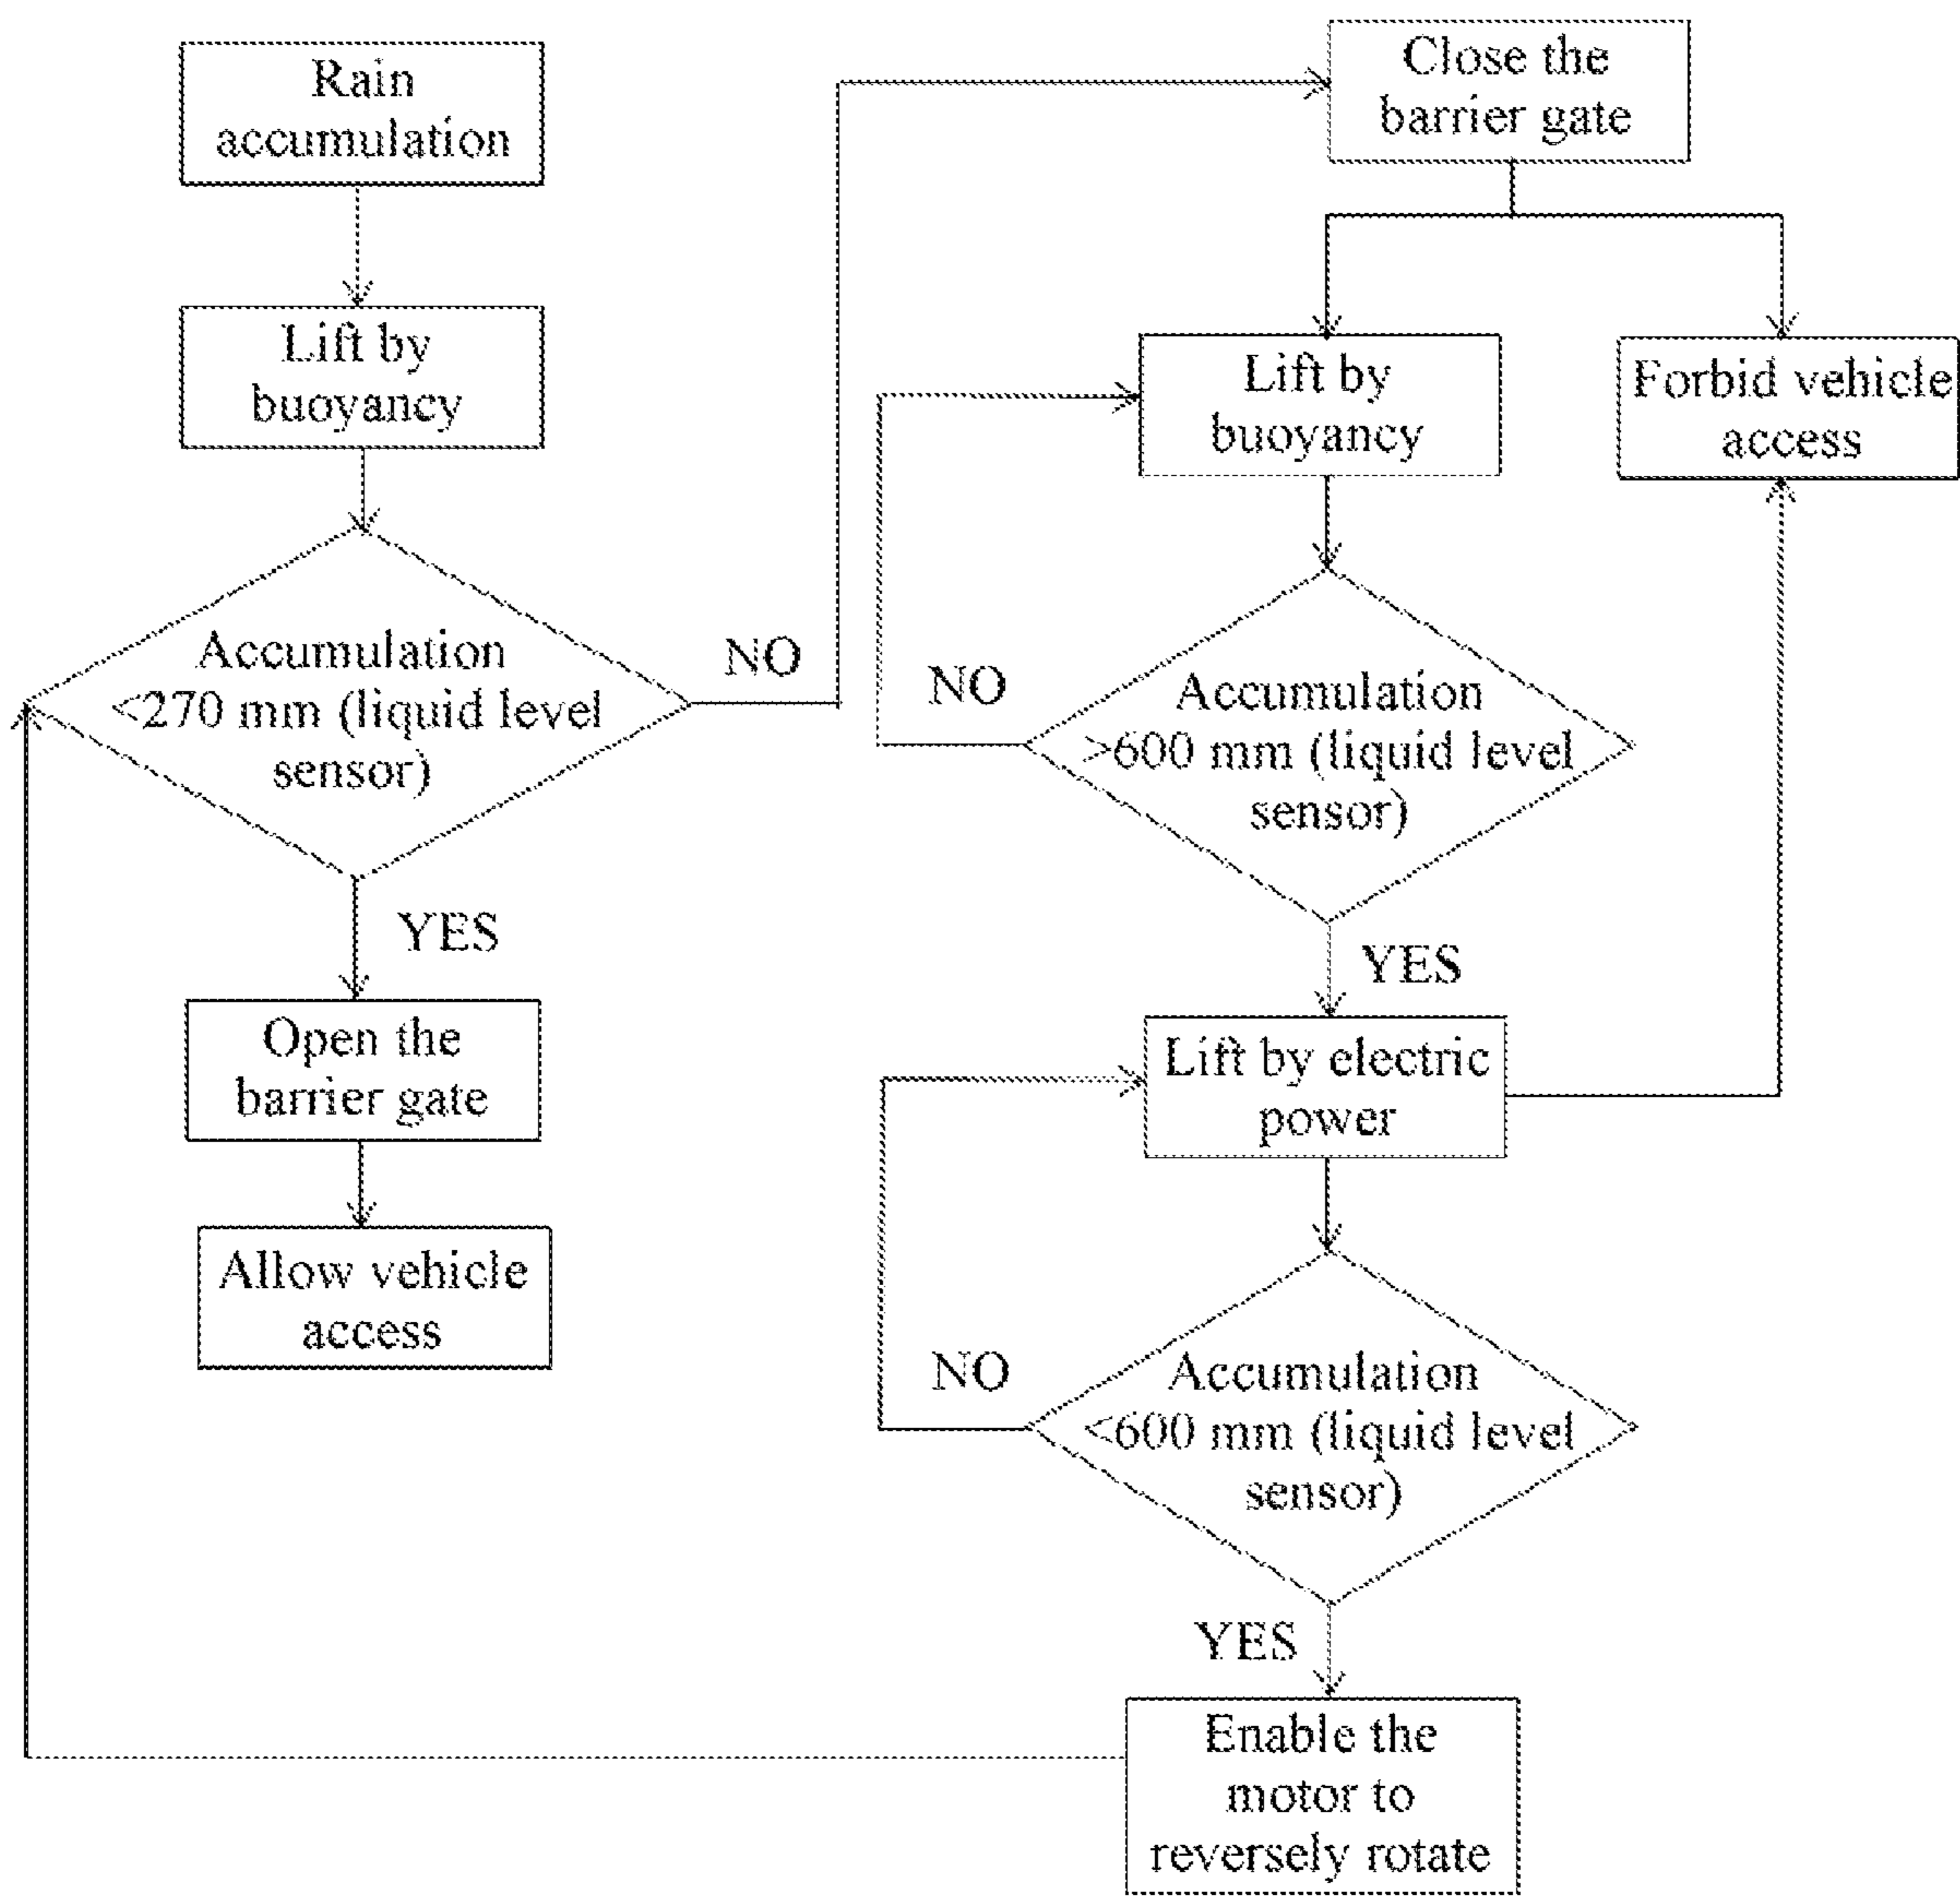 Rain
accumulation
Lift by
buoyancy
Accumulation
<270 mm (liquid level
sensor)
NO
YES
Open the
barrier gate
Allow vehicle
access
Close the
barrier gate
Lift by
buoyancy
Forbid vehicle
access
Accumulation
>600 mm (liquid level
sensor)
NO
YES
Lift by electric
power
Accumulation
<600 mm (liquid level
sensor)
NO
YES
Enable the
motor to
reversely rotate